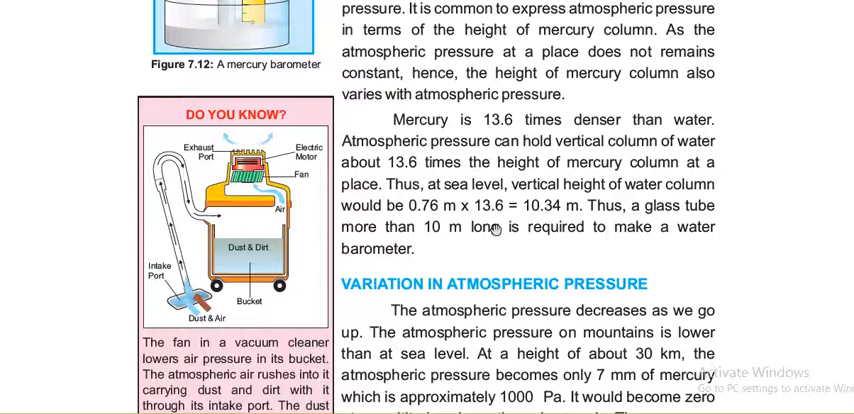 Figure 7.12: A mercury barometer
DO YOU KNOW?
Exhaust
Port
Electric
Motor
Fan
Air
Dust & Dirt
Intake
Port
Bucket
Dust & Air
The fan in a vacuum cleaner
lowers air pressure in its bucket.
The atmospheric air rushes into it
carrying dust and dirt with it
through its intake port. The dust
pressure. It is common to express atmospheric pressure
in terms of the height of mercury column. As the
atmospheric pressure at a place does not remains
constant, hence, the height of mercury column also
varies with atmospheric pressure.
Mercury is 13.6 times denser than water.
Atmospheric pressure can hold vertical column of water
about 13.6 times the height of mercury column at a
place. Thus, at sea level, vertical height of water column
would be 0.76 m x 13.6 = 10.34 m. Thus, a glass tube
more than 10 m long is required to make a water
barometer.
VARIATION IN ATMOSPHERIC PRESSURE
The atmospheric pressure decreases as we go
up. The atmospheric pressure on mountains is lower
than at sea level. At a height of about 30 km, the
atmospheric pressure becomes only 7 mm of mercury
which is approximately 1000 Pa. It would become zero
Activate Windows
Go to PC settings to activate Win